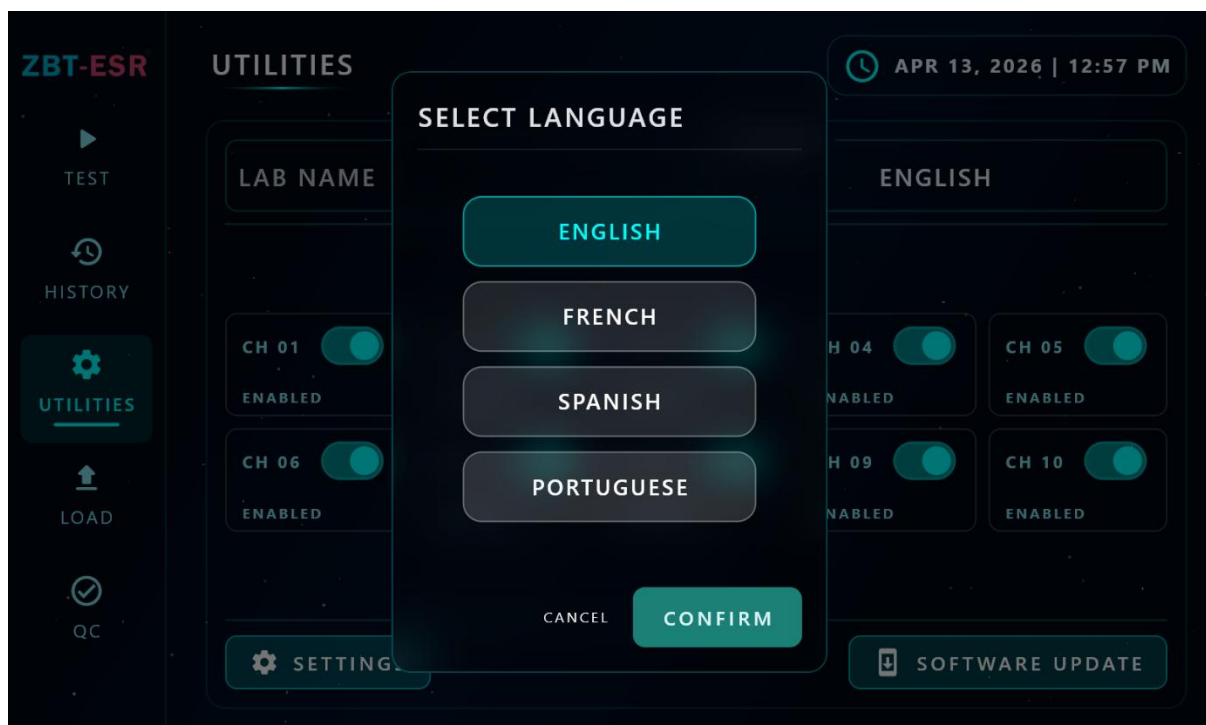 ZBT-ESR
UTILITIES
APR 13, 2026 | 12:57 PM
SELECT LANGUAGE
TEST
LAB NAME
ENGLISH
ENGLISH
HISTORY
FRENCH
CH 01
H 04
CH 05
UTILITIES
ENABLED
SPANISH
NABLED
ENABLED
CH 06
H 09
CH 10
PORTUGUESE
LOAD
ENABLED
NABLED
ENABLED
QC
CANCEL
CONFIRM
SETTING
SOFTWARE UPDATE